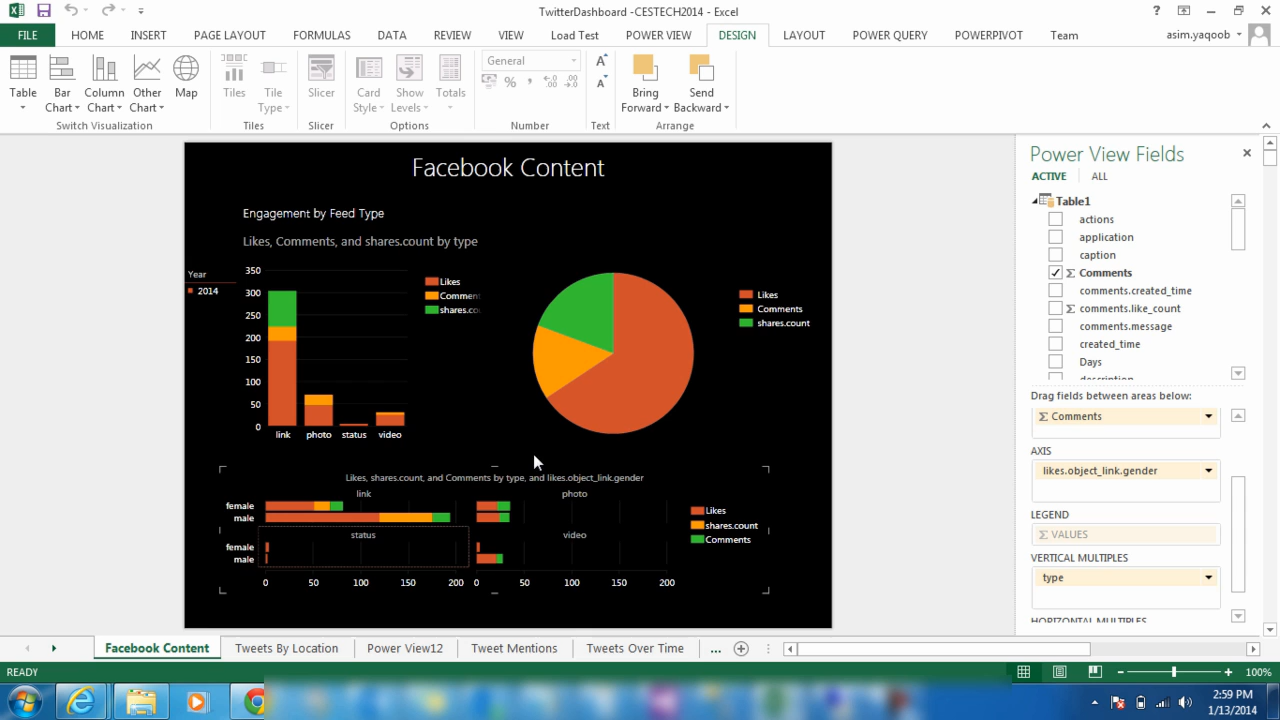 TwitterDashboard -CESTECH2014 - Excel
?
FILE HOME INSERT PAGE LAYOUT FORMULAS DATA REVIEW VIEW Load Test POWER VIEW DESIGN LAYOUT POWER QUERY POWERPIVOT Team asim.yaqoob
Table Bar Chart Column Chart Other Chart Map Tiles Tile Type Slicer Card Style Show Levels Totals General A A Bring Forward Send Backward
% , .00
Switch Visualization Tiles Slicer Options Number Text Arrange
Facebook Content
Engagement by Feed Type
Likes, Comments, and shares.count by type
Year
2014
350
300
250
200
150
100
50
0
link photo status video
Likes
Commen
shares.co
Likes
Comments
shares.count
Likes, shares.count, and Comments by type, and likes.object_link.gender
link photo
female
male
status video
female
male
0 50 100 150 200 0 50 100 150 200
Likes
shares.count
Comments
Power View Fields
ACTIVE ALL
Table1
actions
application
caption
Σ Comments
comments.created_time
Σ comments.like_count
comments.message
created_time
Days
description
Drag fields between areas below:
Σ Comments
AXIS
likes.object_link.gender
LEGEND
Σ VALUES
VERTICAL MULTIPLES
type
HORIZONTAL MULTIPLES
Facebook Content Tweets By Location Power View12 Tweet Mentions Tweets Over Time ...
READY 100%
2:59 PM
1/13/2014